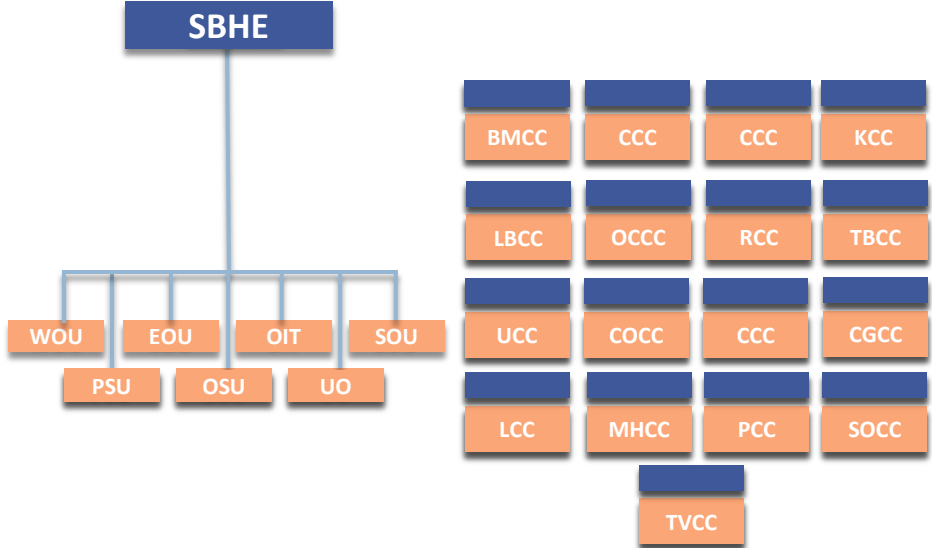 SBHE
WOU EOU OIT SOU
PSU OSU UO
BMCC CCC CCC KCC
LBCC OCCC RCC TBCC
UCC COCC CCC CGCC
LCC MHCC PCC SOCC
TVCC